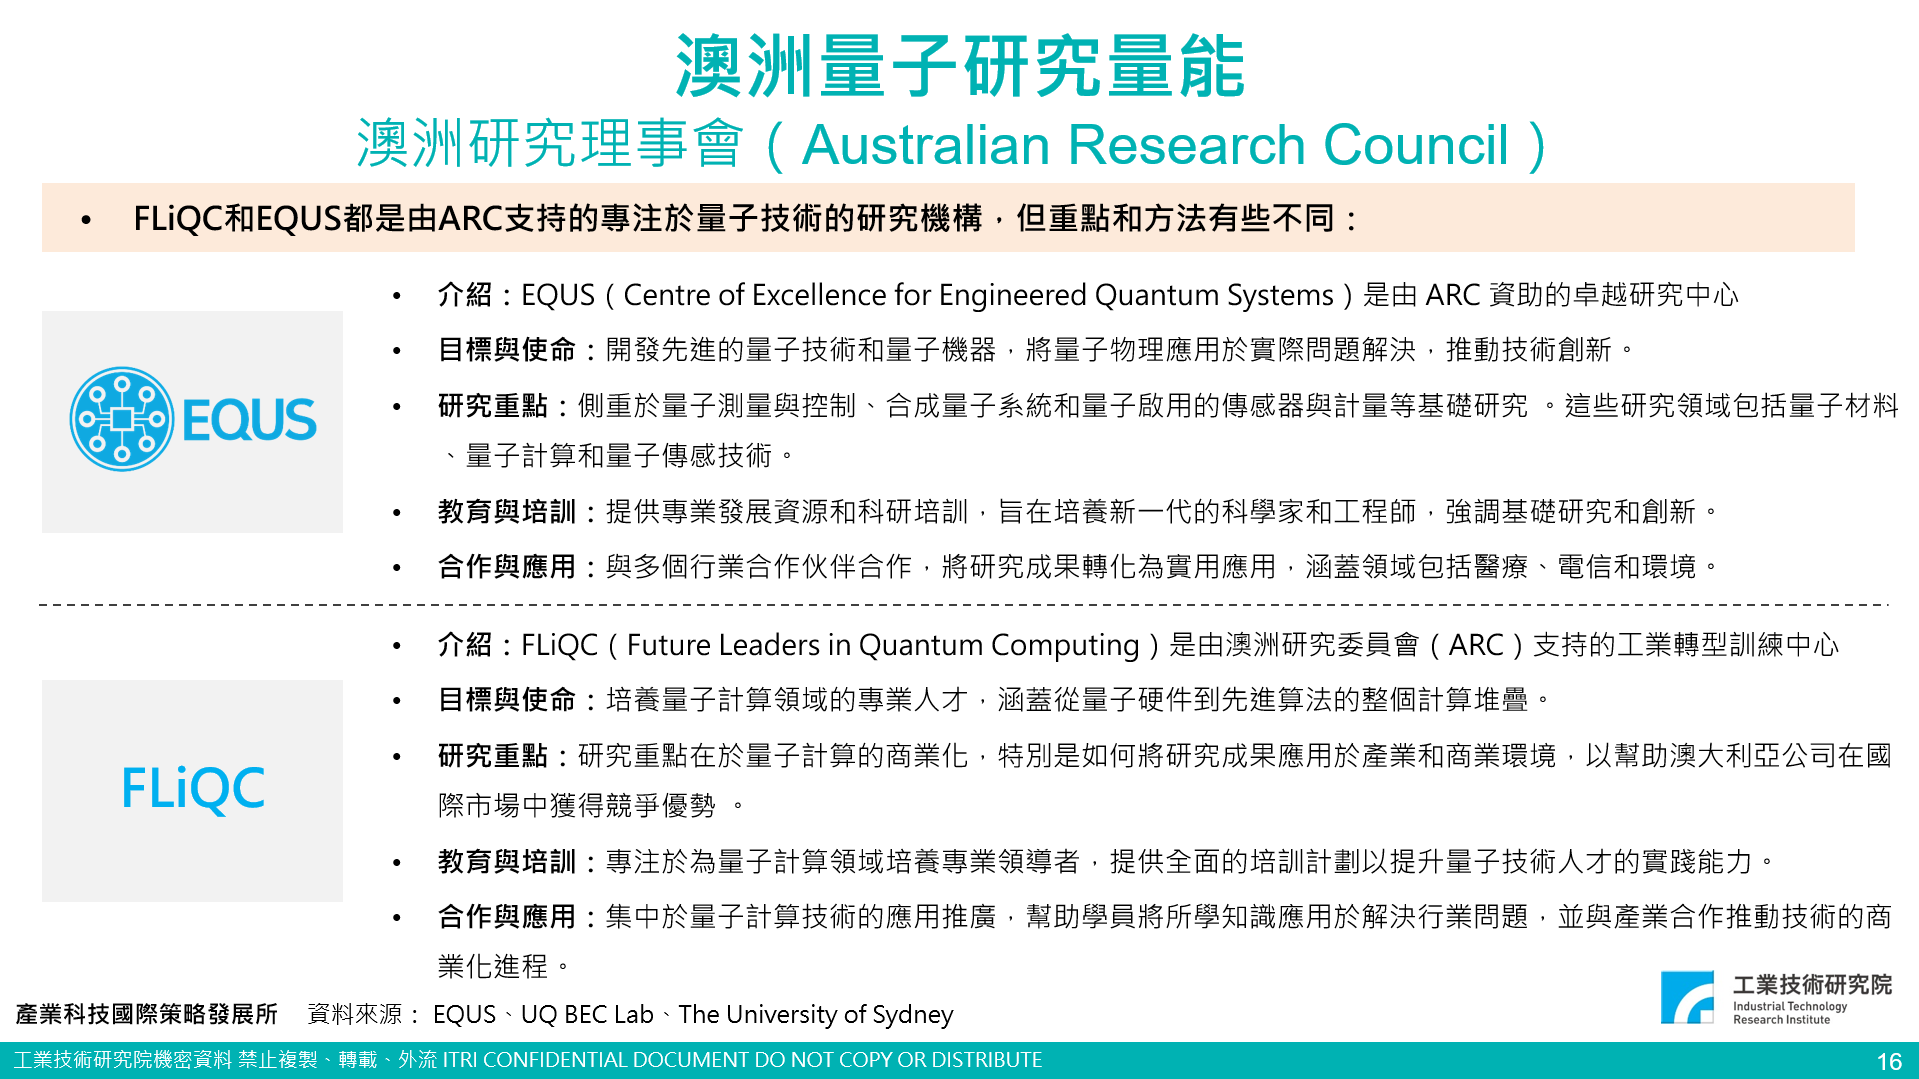 澳洲量子研究量能
澳洲研究理事會（Australian Research Council）
• FLiQC和EQUS都是由ARC支持的專注於量子技術的研究機構，但重點和方法有些不同：
EQUS
• 介紹：EQUS（Centre of Excellence for Engineered Quantum Systems）是由 ARC 資助的卓越研究中心
• 目標與使命：開發先進的量子技術和量子機器，將量子物理應用於實際問題解決，推動技術創新。
• 研究重點：側重於量子測量與控制、合成量子系統和量子啟用的傳感器與計量等基礎研究 。這些研究領域包括量子材料
、量子計算和量子傳感技術。
• 教育與培訓：提供專業發展資源和科研培訓，旨在培養新一代的科學家和工程師，強調基礎研究和創新。
• 合作與應用：與多個行業合作伙伴合作，將研究成果轉化為實用應用，涵蓋領域包括醫療、電信和環境。
FLiQC
• 介紹：FLiQC（Future Leaders in Quantum Computing）是由澳洲研究委員會（ARC）支持的工業轉型訓練中心
• 目標與使命：培養量子計算領域的專業人才，涵蓋從量子硬件到先進算法的整個計算堆疊。
• 研究重點：研究重點在於量子計算的商業化，特別是如何將研究成果應用於產業和商業環境，以幫助澳大利亞公司在國
際市場中獲得競爭優勢 。
• 教育與培訓：專注於為量子計算領域培養專業領導者，提供全面的培訓計劃以提升量子技術人才的實踐能力。
• 合作與應用：集中於量子計算技術的應用推廣，幫助學員將所學知識應用於解決行業問題，並與產業合作推動技術的商
業化進程。
產業科技國際策略發展所 資料來源： EQUS、UQ BEC Lab、The University of Sydney
工業技術研究院
Industrial Technology
Research Institute
工業技術研究院機密資料 禁止複製、轉載、外流 ITRI CONFIDENTIAL DOCUMENT DO NOT COPY OR DISTRIBUTE
16